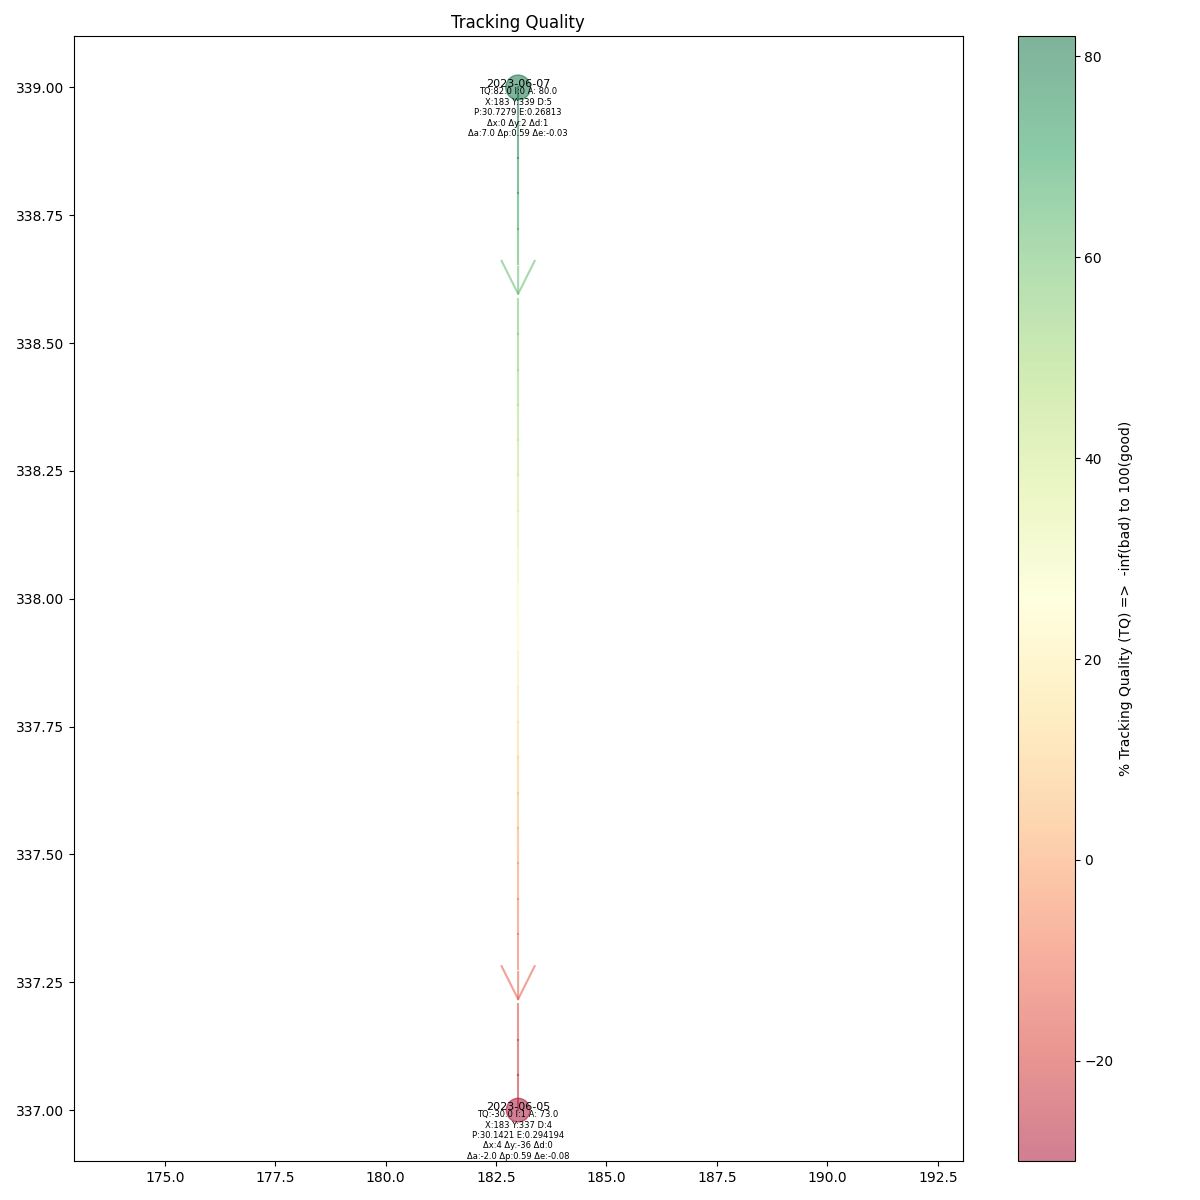 Tracking Quality
339.00
338.75
338.50
338.25
338.00
337.75
337.50
337.25
337.00
175.0
177.5
180.0
182.5
185.0
187.5
190.0
192.5
2023-06-07
TQ:82.0 I:0 A: 80.0
X:183 Y:339 D:5
P:30.7279 E:0.26813
Δx:0 Δy:2 Δd:1
Δa:7.0 Δp:0.59 Δe:-0.03
2023-06-05
TQ:-30.0 I:1 A: 73.0
X:183 Y:337 D:4
P:30.1421 E:0.294194
Δx:4 Δy:-36 Δd:0
Δa:-2.0 Δp:0.59 Δe:-0.08
80
60
40
20
0
−20
% Tracking Quality (TQ) => -inf(bad) to 100(good)